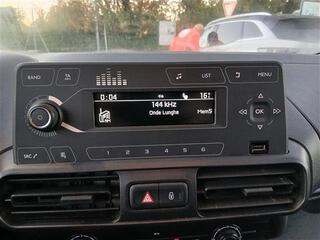 BAND
TA
LIST
MENU
0:04
16°
144 kHz
Onde Lunghe
Mem5
OK
SRC
1 2 3 4 5 6